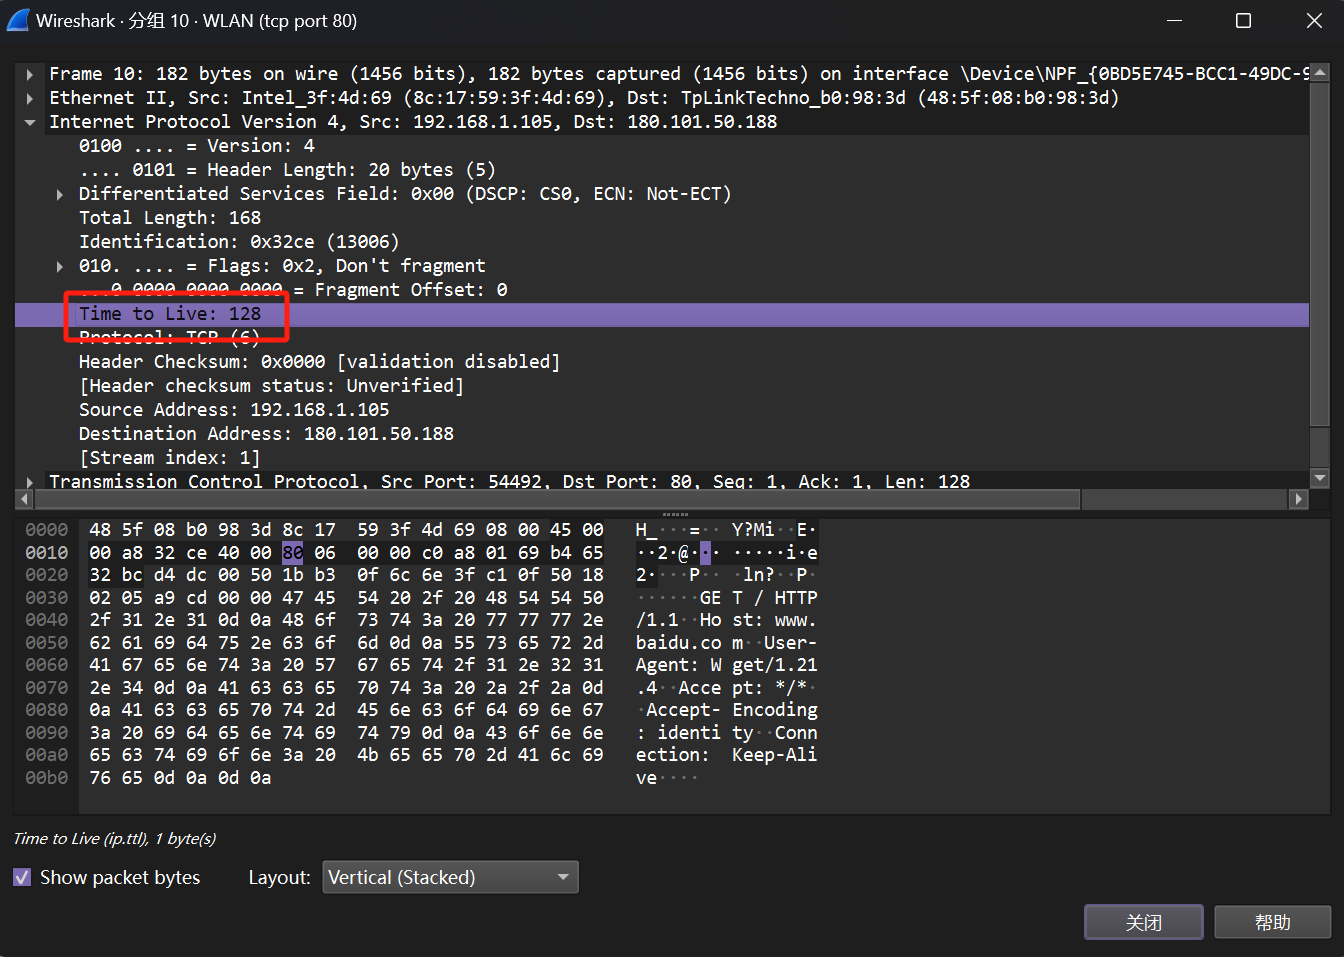 Wireshark · 分组 10 · WLAN (tcp port 80)
Frame 10: 182 bytes on wire (1456 bits), 182 bytes captured (1456 bits) on interface \Device\NPF_{0BD5E745-BCC1-49DC-9
Ethernet II, Src: Intel_3f:4d:69 (8c:17:59:3f:4d:69), Dst: TpLinkTechno_b0:98:3d (48:5f:08:b0:98:3d)
Internet Protocol Version 4, Src: 192.168.1.105, Dst: 180.101.50.188
0100 .... = Version: 4
.... 0101 = Header Length: 20 bytes (5)
Differentiated Services Field: 0x00 (DSCP: CS0, ECN: Not-ECT)
Total Length: 168
Identification: 0x32ce (13006)
010. .... = Flags: 0x2, Don't fragment
...0 0000 0000 0000 = Fragment Offset: 0
Time to Live: 128
Protocol: TCP (6)
Header Checksum: 0x0000 [validation disabled]
[Header checksum status: Unverified]
Source Address: 192.168.1.105
Destination Address: 180.101.50.188
[Stream index: 1]
Transmission Control Protocol, Src Port: 54492, Dst Port: 80, Seq: 1, Ack: 1, Len: 128
0000 48 5f 08 b0 98 3d 8c 17 59 3f 4d 69 08 00 45 00 H_···=·· Y?Mi··E·
0010 00 a8 32 ce 40 00 80 06 00 00 c0 a8 01 69 b4 65 ··2·@··· ·····i·e
0020 32 bc d4 dc 00 50 1b b3 0f 6c 6e 3f c1 0f 50 18 2····P·· ·ln?··P·
0030 02 05 a9 cd 00 00 47 45 54 20 2f 20 48 54 54 50 ······GE T / HTTP
0040 2f 31 2e 31 0d 0a 48 6f 73 74 3a 20 77 77 77 2e /1.1··Ho st: www.
0050 62 61 69 64 75 2e 63 6f 6d 0d 0a 55 73 65 72 2d baidu.co m··User-
0060 41 67 65 6e 74 3a 20 57 67 65 74 2f 31 2e 32 31 Agent: W get/1.21
0070 2e 34 0d 0a 41 63 63 65 70 74 3a 20 2a 2f 2a 0d .4··Acce pt: */*·
0080 0a 41 63 63 65 70 74 2d 45 6e 63 6f 64 69 6e 67 ·Accept- Encoding
0090 3a 20 69 64 65 6e 74 69 74 79 0d 0a 43 6f 6e 6e : identi ty··Conn
00a0 65 63 74 69 6f 6e 3a 20 4b 65 65 70 2d 41 6c 69 ection: Keep-Ali
00b0 76 65 0d 0a 0d 0a ve····
Time to Live (ip.ttl), 1 byte(s)
Show packet bytes Layout: Vertical (Stacked)
关闭 帮助